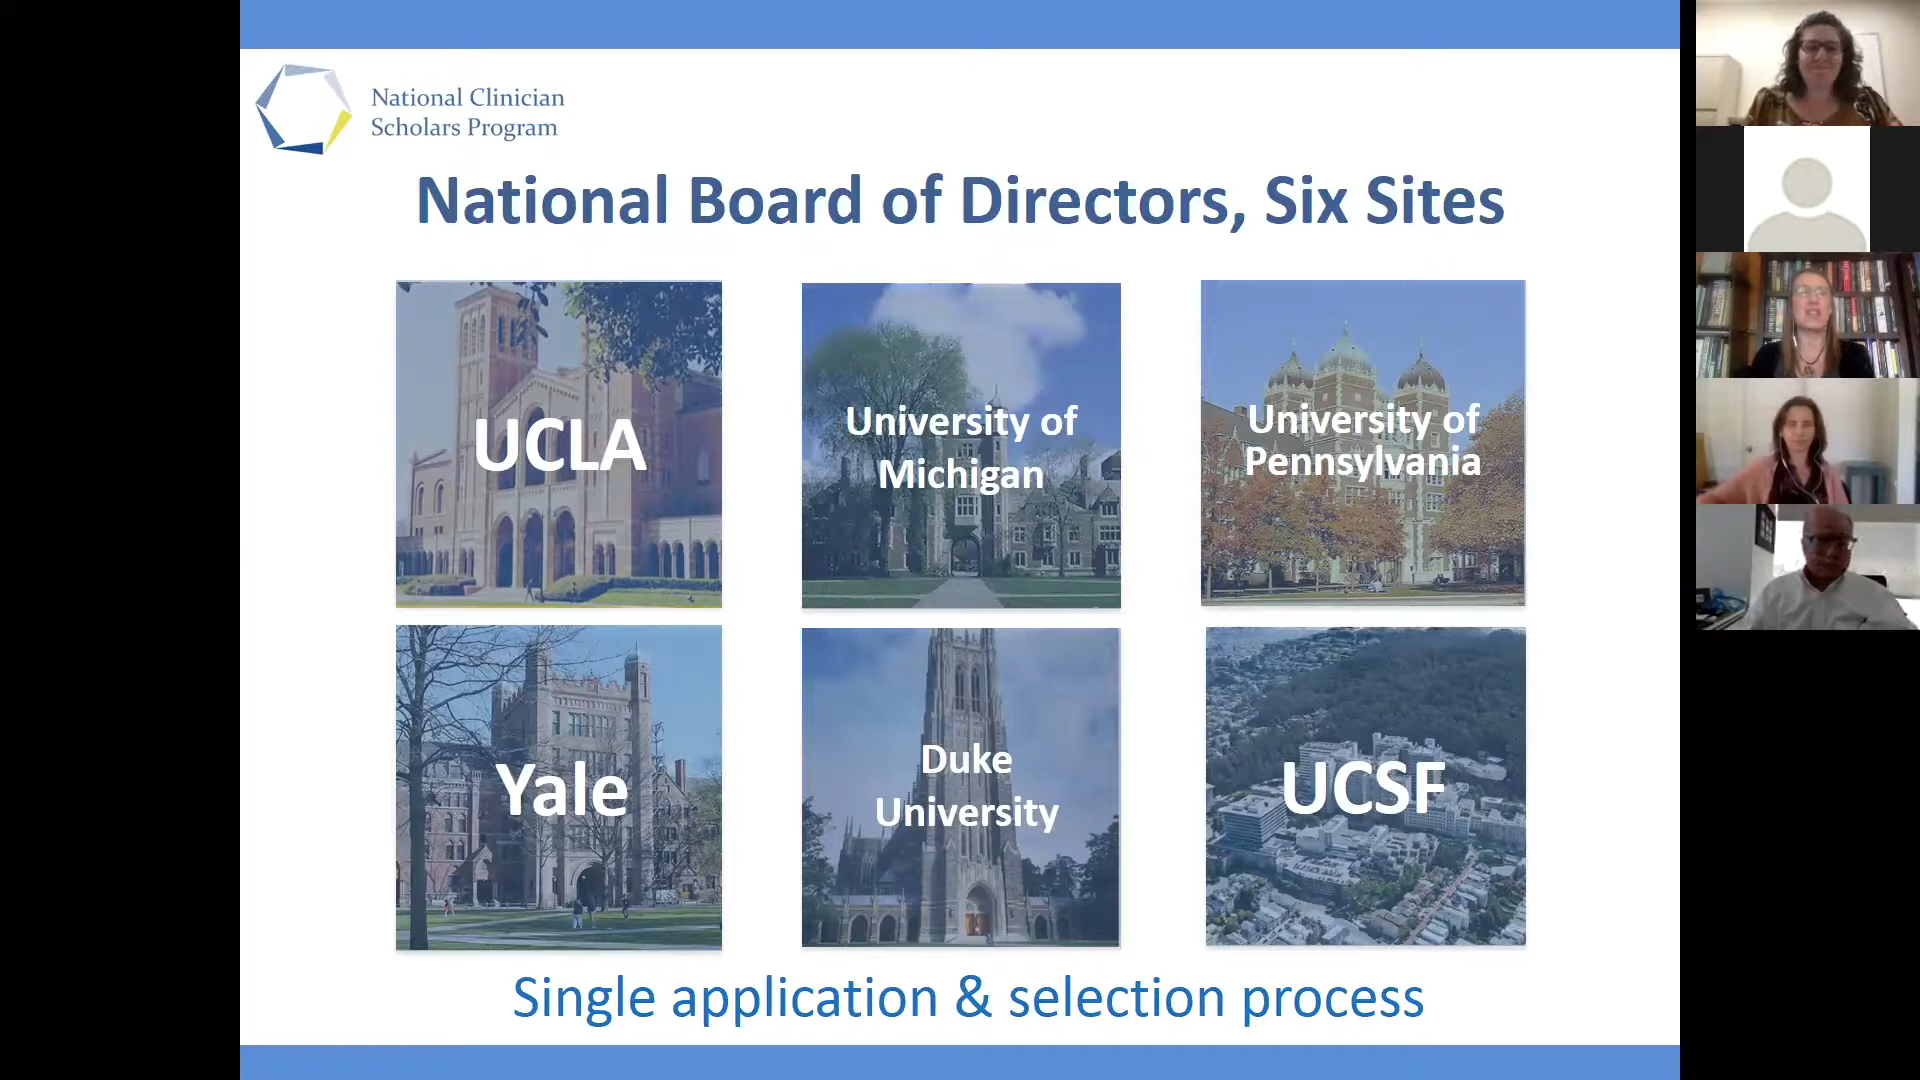 National Clinician
Scholars Program
National Board of Directors, Six Sites
UCLA
University of
Michigan
University of
Pennsylvania
Yale
Duke
University
UCSF
Single application & selection process